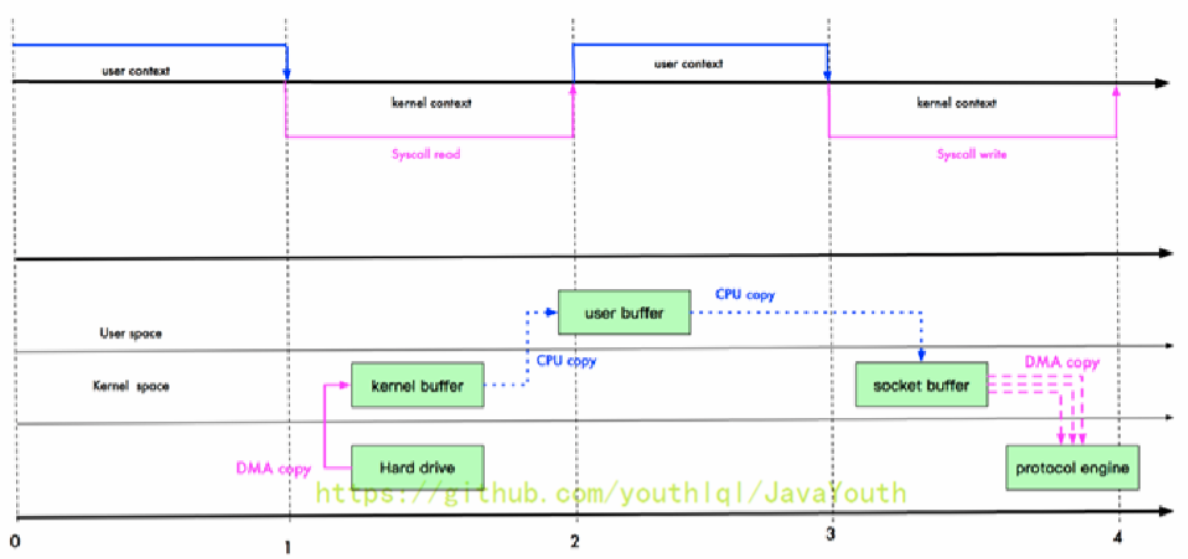 user context
user context
kernel context
kernel context
Syscall read
Syscall write
CPU copy
user buffer
User space
CPU copy
DMA copy
Kernel space
kernel buffer
socket buffer
DMA copy
Hard drive
protocol engine
https://github.com/youthlql/JavaYouth
0
1
2
3
4